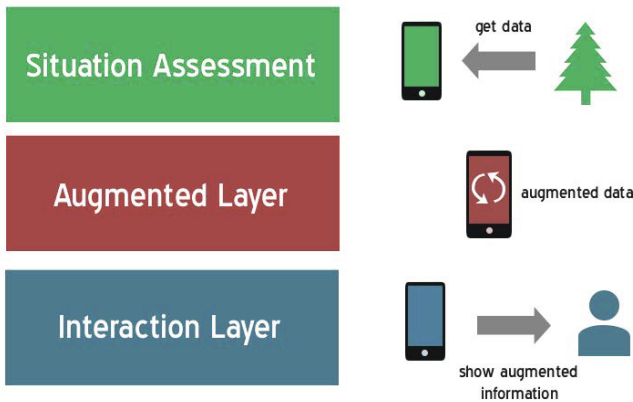 Situation Assessment
get data
Augmented Layer
augmented data
Interaction Layer
show augmented
information